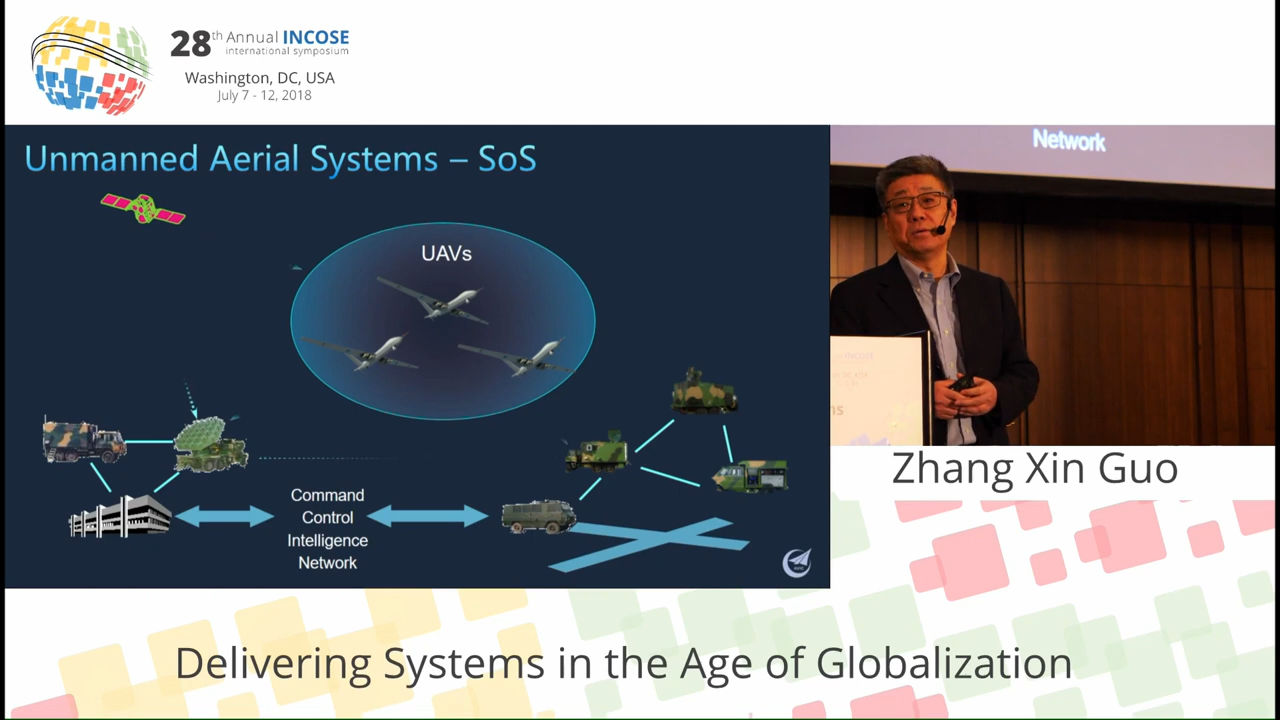 28th Annual INCOSE
international symposium
Washington, DC, USA
July 7 - 12, 2018
Unmanned Aerial Systems – SoS
UAVs
Command
Control
Intelligence
Network
Network
Zhang Xin Guo
Delivering Systems in the Age of Globalization